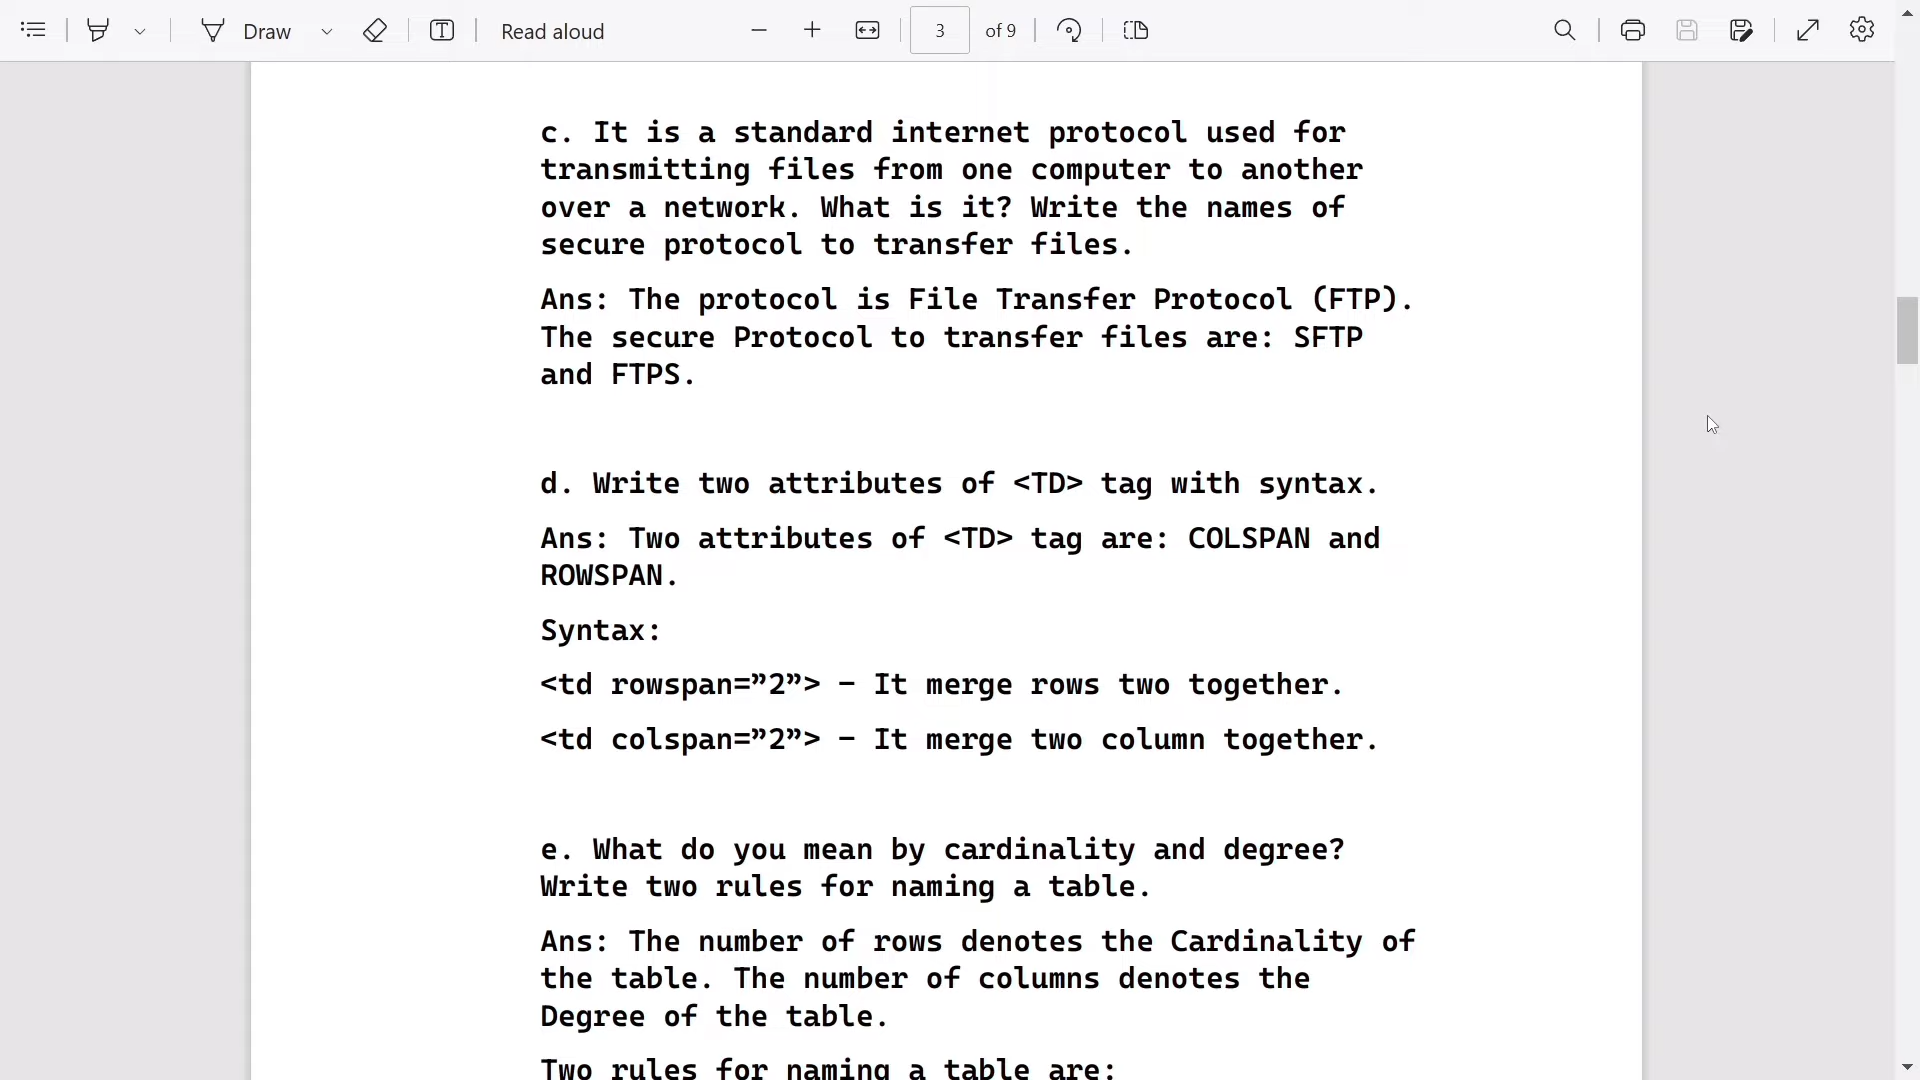 Draw
Read aloud
3 of 9
c. It is a standard internet protocol used for
transmitting files from one computer to another
over a network. What is it? Write the names of
secure protocol to transfer files.
Ans: The protocol is File Transfer Protocol (FTP).
The secure Protocol to transfer files are: SFTP
and FTPS.
d. Write two attributes of <TD> tag with syntax.
Ans: Two attributes of <TD> tag are: COLSPAN and
ROWSPAN.
Syntax:
<td rowspan=”2”> – It merge rows two together.
<td colspan=”2”> – It merge two column together.
e. What do you mean by cardinality and degree?
Write two rules for naming a table.
Ans: The number of rows denotes the Cardinality of
the table. The number of columns denotes the
Degree of the table.
Two rules for naming a table are: